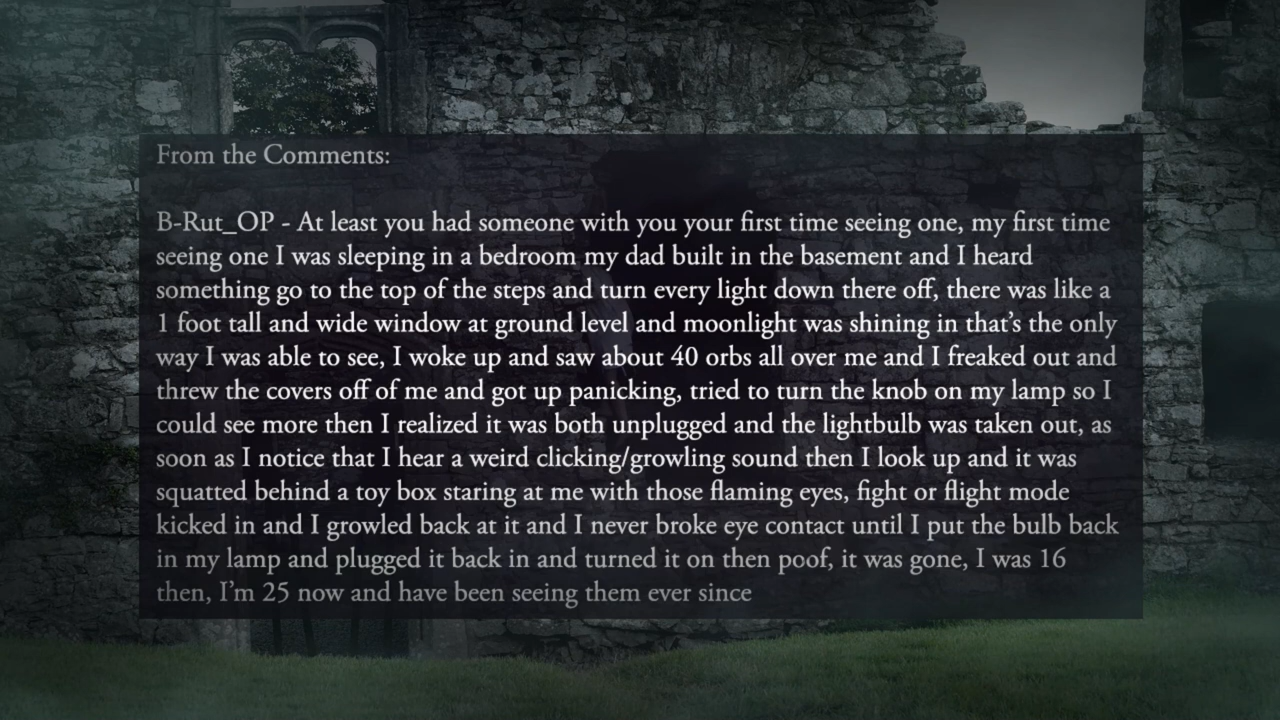 From the Comments:
B-Rut_OP - At least you had someone with you your first time seeing one, my first time
seeing one I was sleeping in a bedroom my dad built in the basement and I heard
something go to the top of the steps and turn every light down there off, there was like a
1 foot tall and wide window at ground level and moonlight was shining in that’s the only
way I was able to see, I woke up and saw about 40 orbs all over me and I freaked out and
threw the covers off of me and got up panicking, tried to turn the knob on my lamp so I
could see more then I realized it was both unplugged and the lightbulb was taken out, as
soon as I notice that I hear a weird clicking/growling sound then I look up and it was
squatted behind a toy box staring at me with those flaming eyes, fight or flight mode
kicked in and I growled back at it and I never broke eye contact until I put the bulb back
in my lamp and plugged it back in and turned it on then poof, it was gone, I was 16
then, I’m 25 now and have been seeing them ever since